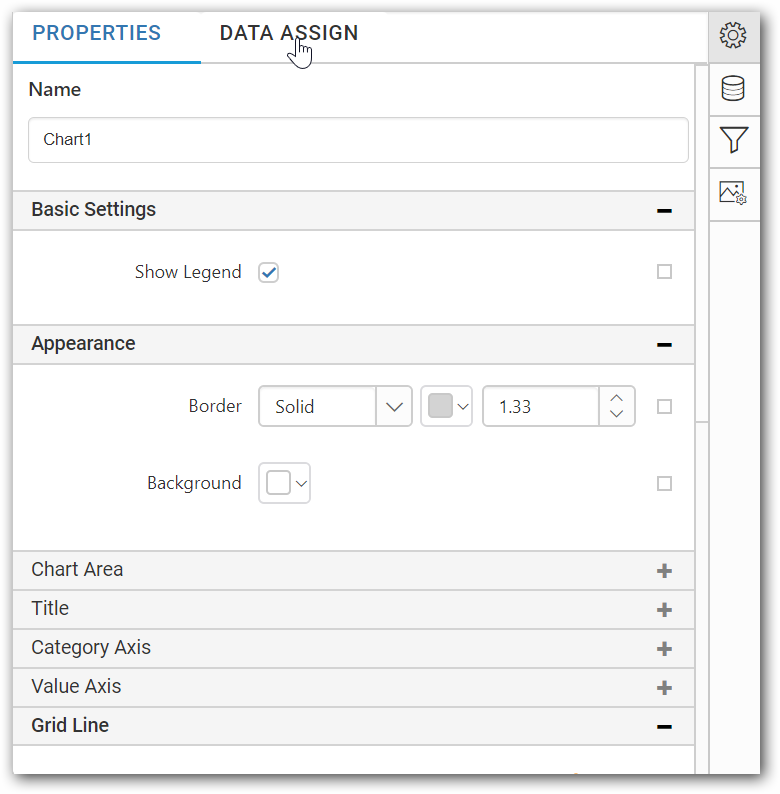 PROPERTIES DATA ASSIGN
Name
Chart1
Basic Settings
Show Legend
Appearance
Border Solid 1.33
Background
Chart Area
Title
Category Axis
Value Axis
Grid Line